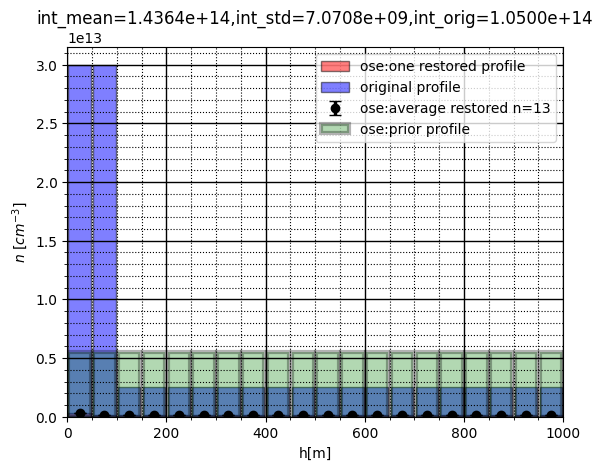 int_mean=1.4364e+14,int_std=7.0708e+09,int_orig=1.0500e+14
1e13
ose:one restored profile
original profile
ose:average restored n=13
ose:prior profile
3.0
2.5
2.0
1.5
1.0
0.5
0.0
n [cm⁻³]
0 200 400 600 800 1000
h[m]